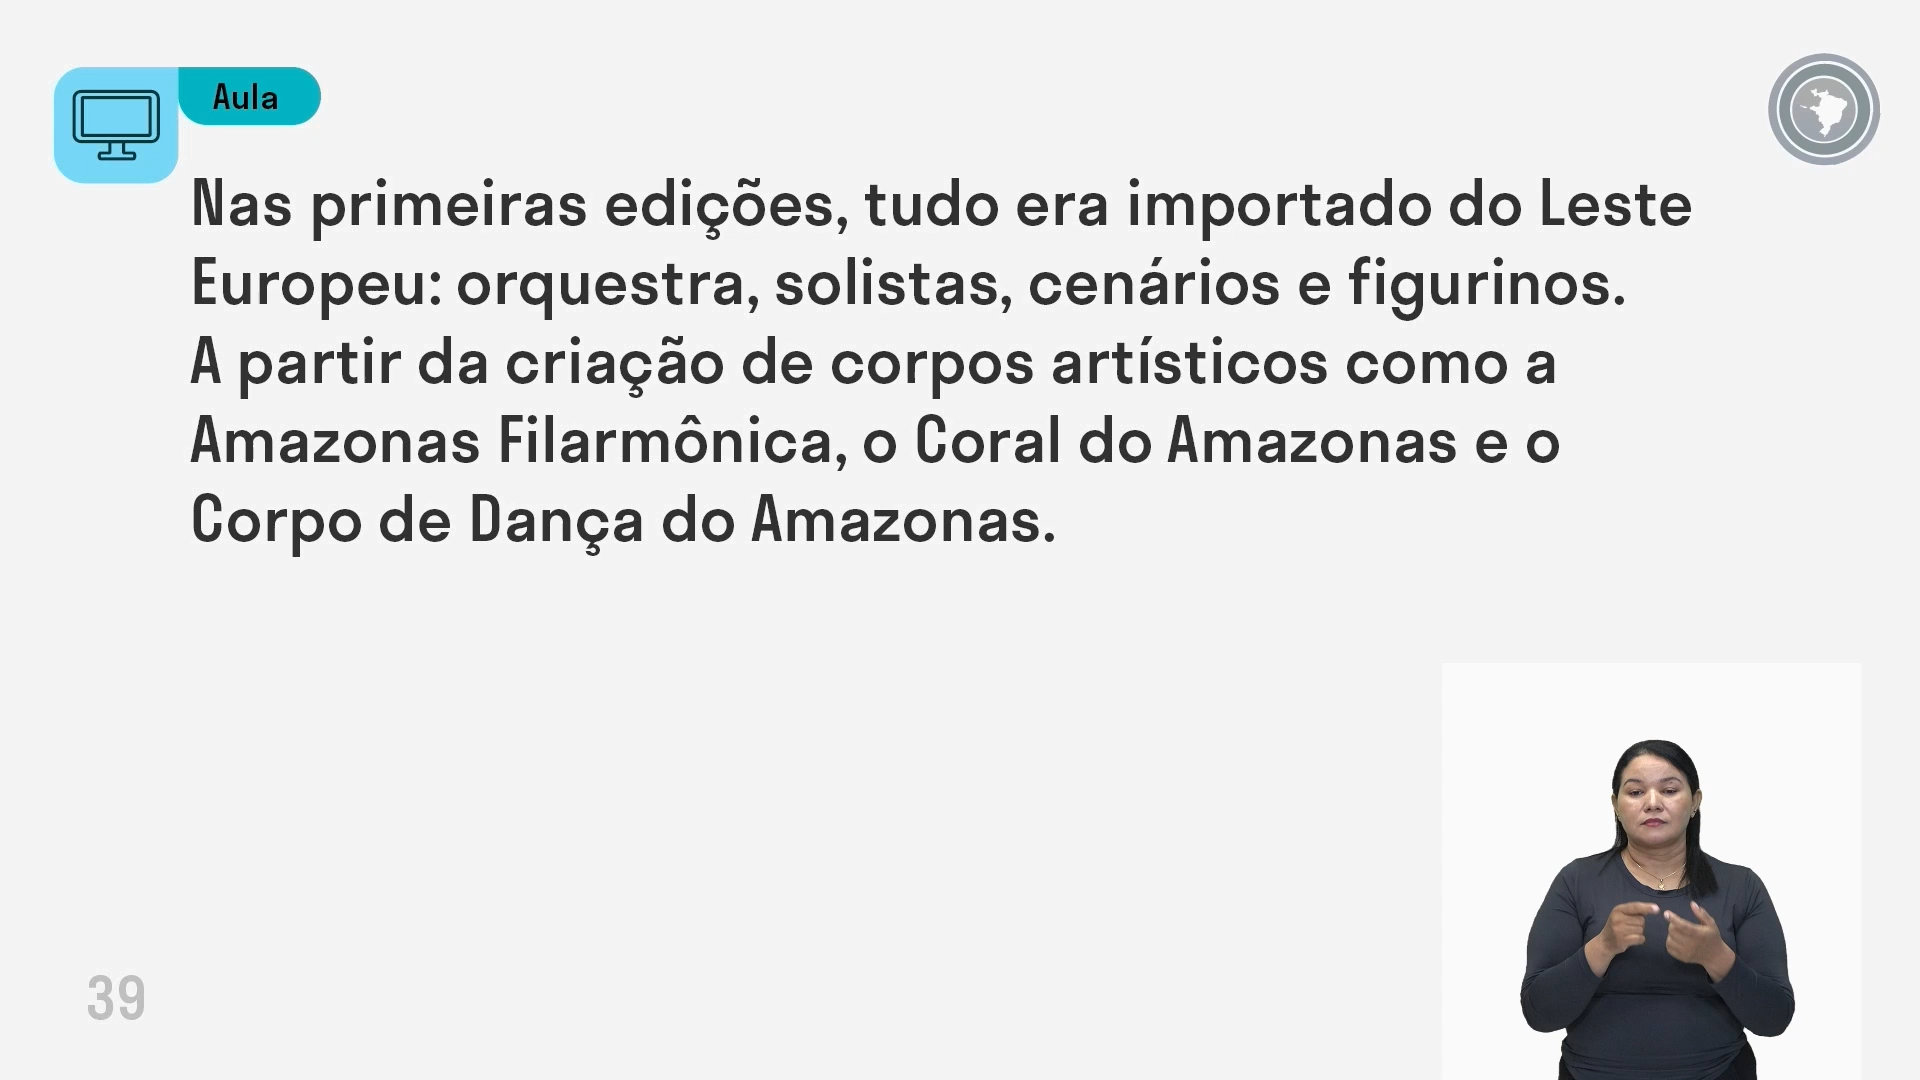 Aula
Nas primeiras edições, tudo era importado do Leste
Europeu: orquestra, solistas, cenários e figurinos.
A partir da criação de corpos artísticos como a
Amazonas Filarmônica, o Coral do Amazonas e o
Corpo de Dança do Amazonas.
39